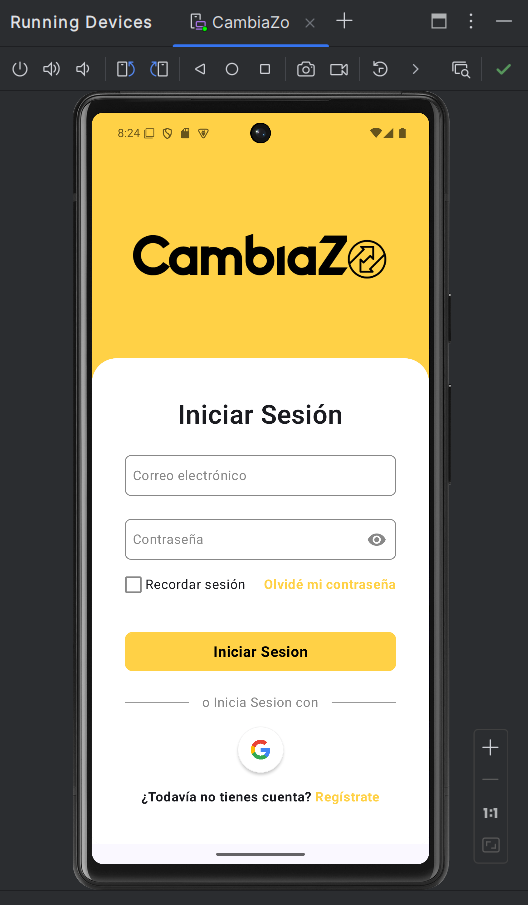 Running Devices
CambiaZo
8:24
CambiaZo
Iniciar Sesión
Correo electrónico
Contraseña
Recordar sesión
Olvidé mi contraseña
Iniciar Sesion
o Inicia Sesion con
G
¿Todavía no tienes cuenta? Regístrate
1:1